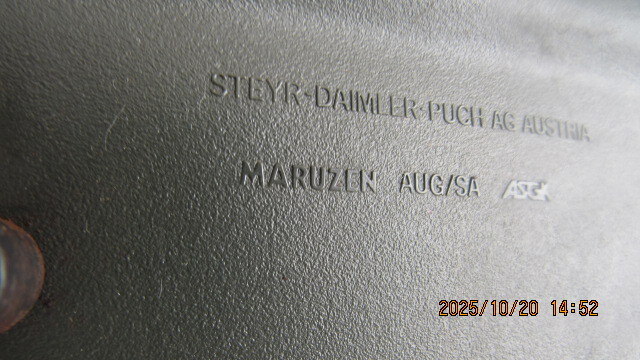 STEYR-DAIMLER-PUCH AG AUSTRIA
MARUZEN AUG/SA ASGK
2025/10/20 14:52